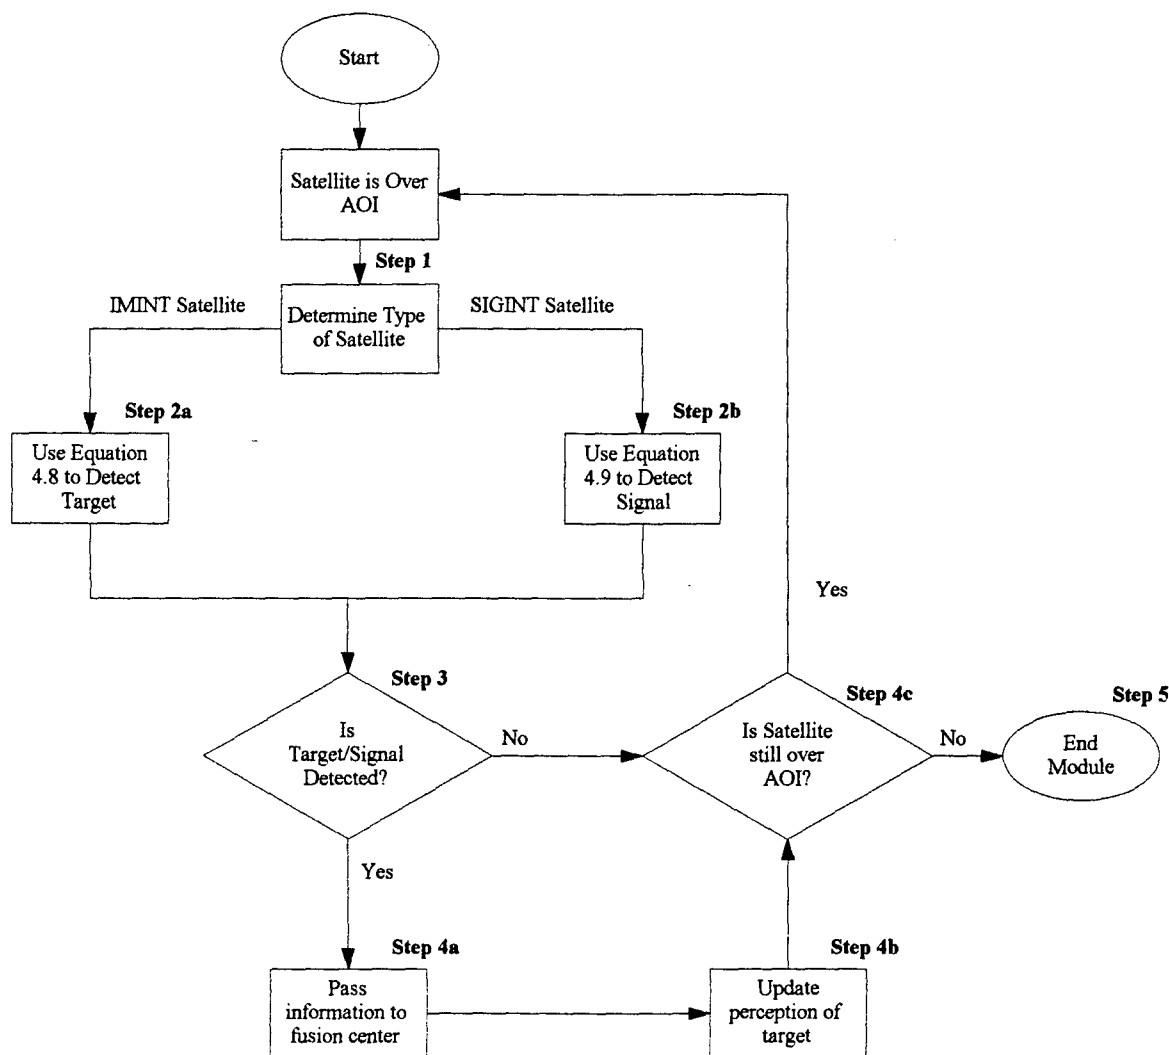 Start
Satellite is Over
AOI
Step 1
IMINT Satellite
Determine Type
of Satellite
SIGINT Satellite
Step 2a
Use Equation
4.8 to Detect
Target
Step 2b
Use Equation
4.9 to Detect
Signal
Yes
Step 3
Is
Target/Signal
Detected?
No
Step 4c
Is Satellite
still over
AOI?
No
Step 5
End
Module
Yes
Step 4a
Pass
information to
fusion center
Step 4b
Update
perception of
target